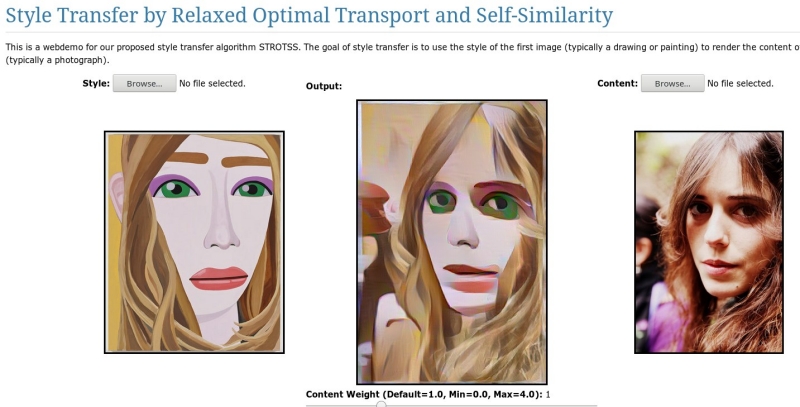 Style Transfer by Relaxed Optimal Transport and Self-Similarity
This is a webdemo for our proposed style transfer algorithm STROTSS. The goal of style transfer is to use the style of the first image (typically a drawing or painting) to render the content o
(typically a photograph).
Style: Browse... No file selected.
Output:
Content: Browse... No file selected.
Content Weight (Default=1.0, Min=0.0, Max=4.0): 1